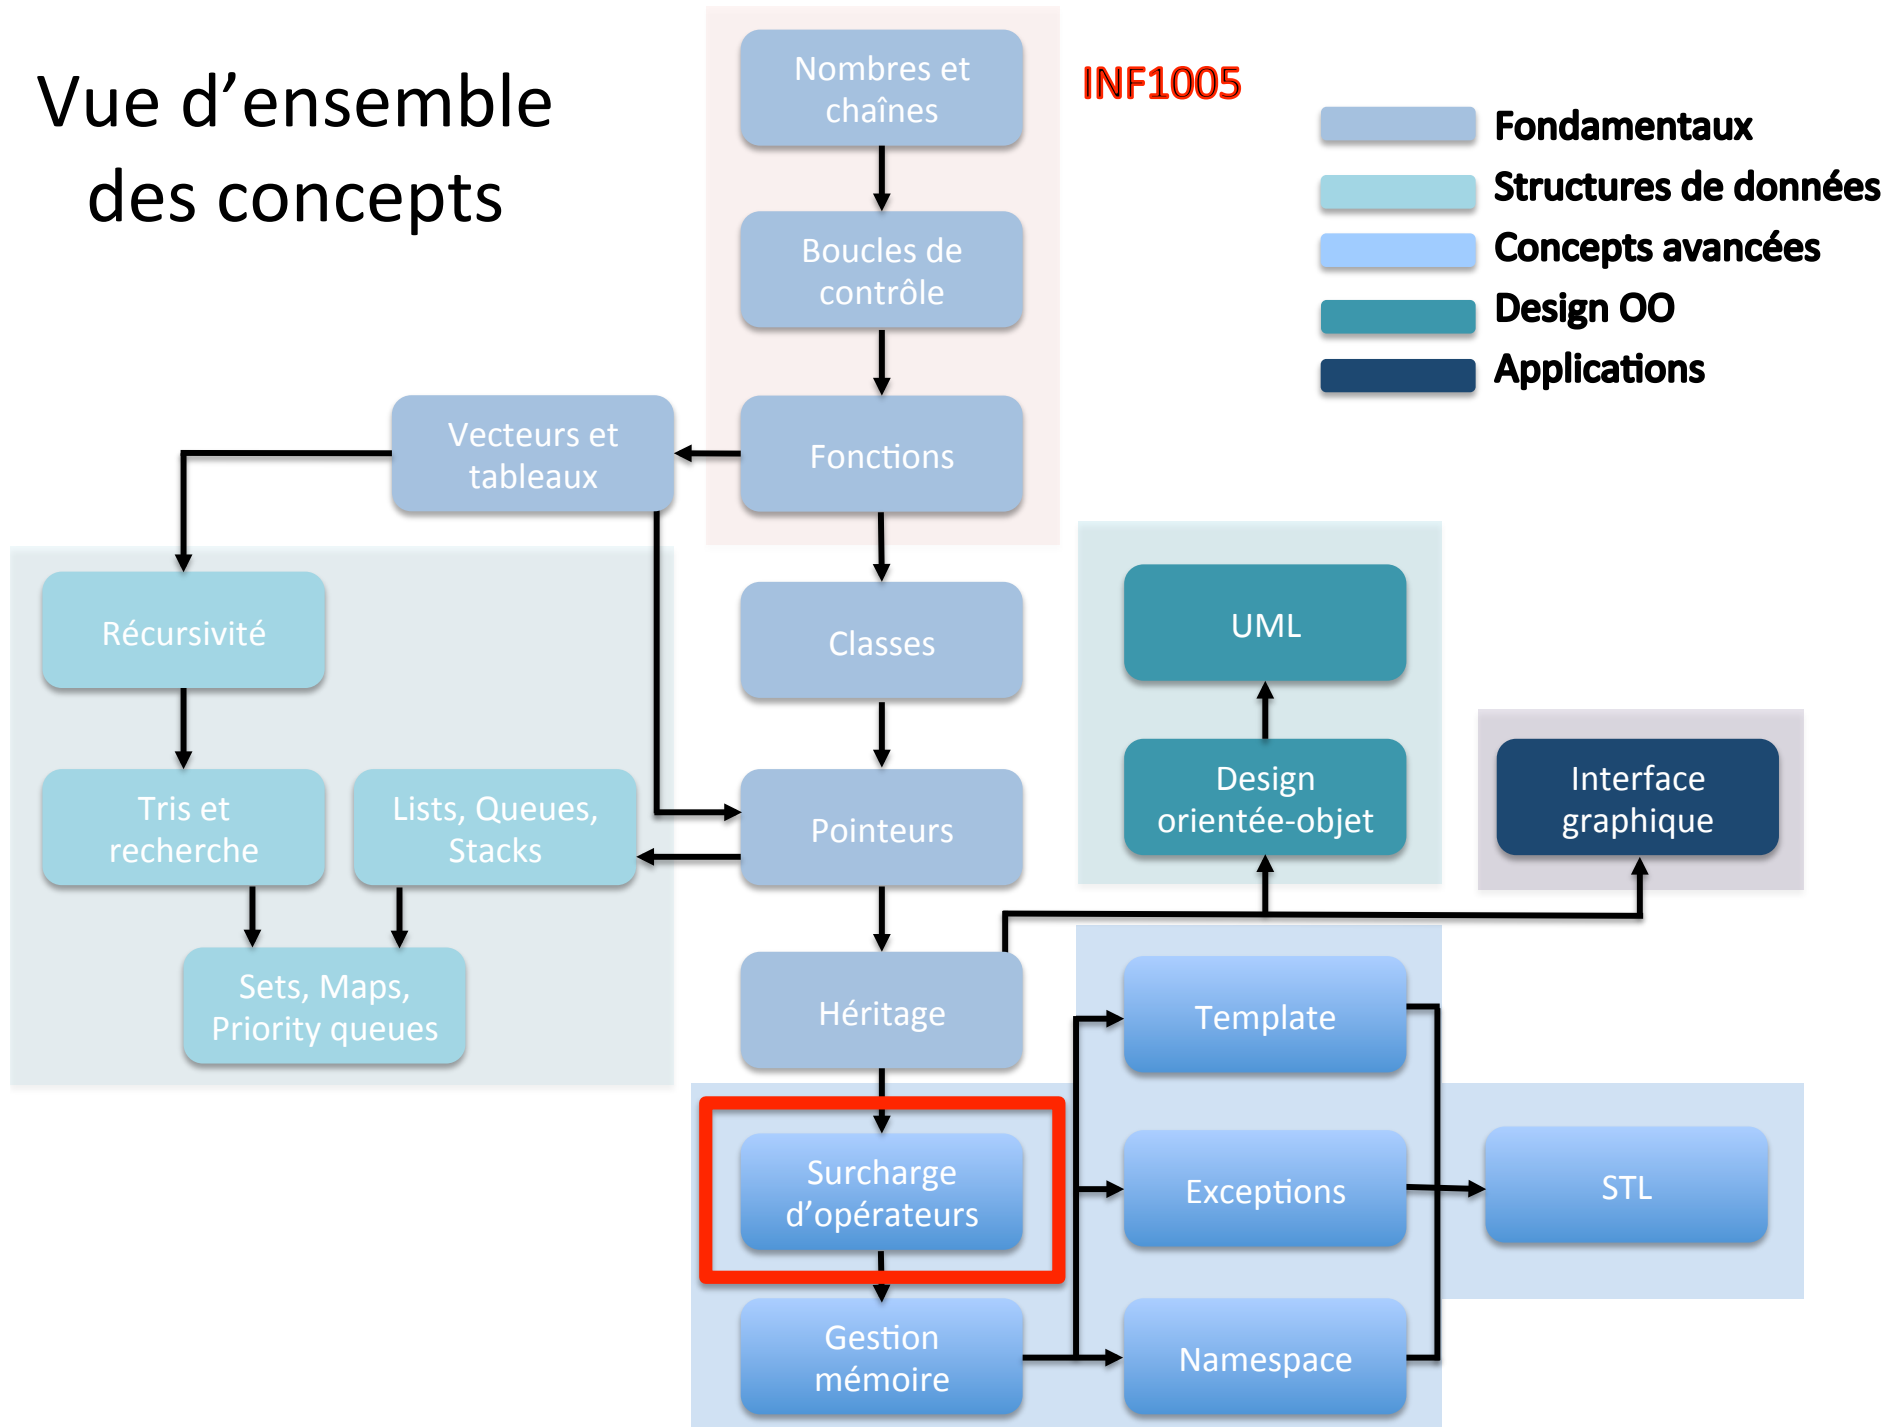 Vue d’ensemble
des concepts
INF1005
Fondamentaux
Structures de données
Concepts avancées
Design OO
Applications
Nombres et
chaînes
Boucles de
contrôle
Vecteurs et
tableaux
Fonctions
Récursivité
Classes
UML
Tris et
recherche
Lists, Queues,
Stacks
Pointeurs
Design
orientée-objet
Interface
graphique
Sets, Maps,
Priority queues
Héritage
Template
Surcharge
d’opérateurs
Exceptions
STL
Gestion
mémoire
Namespace